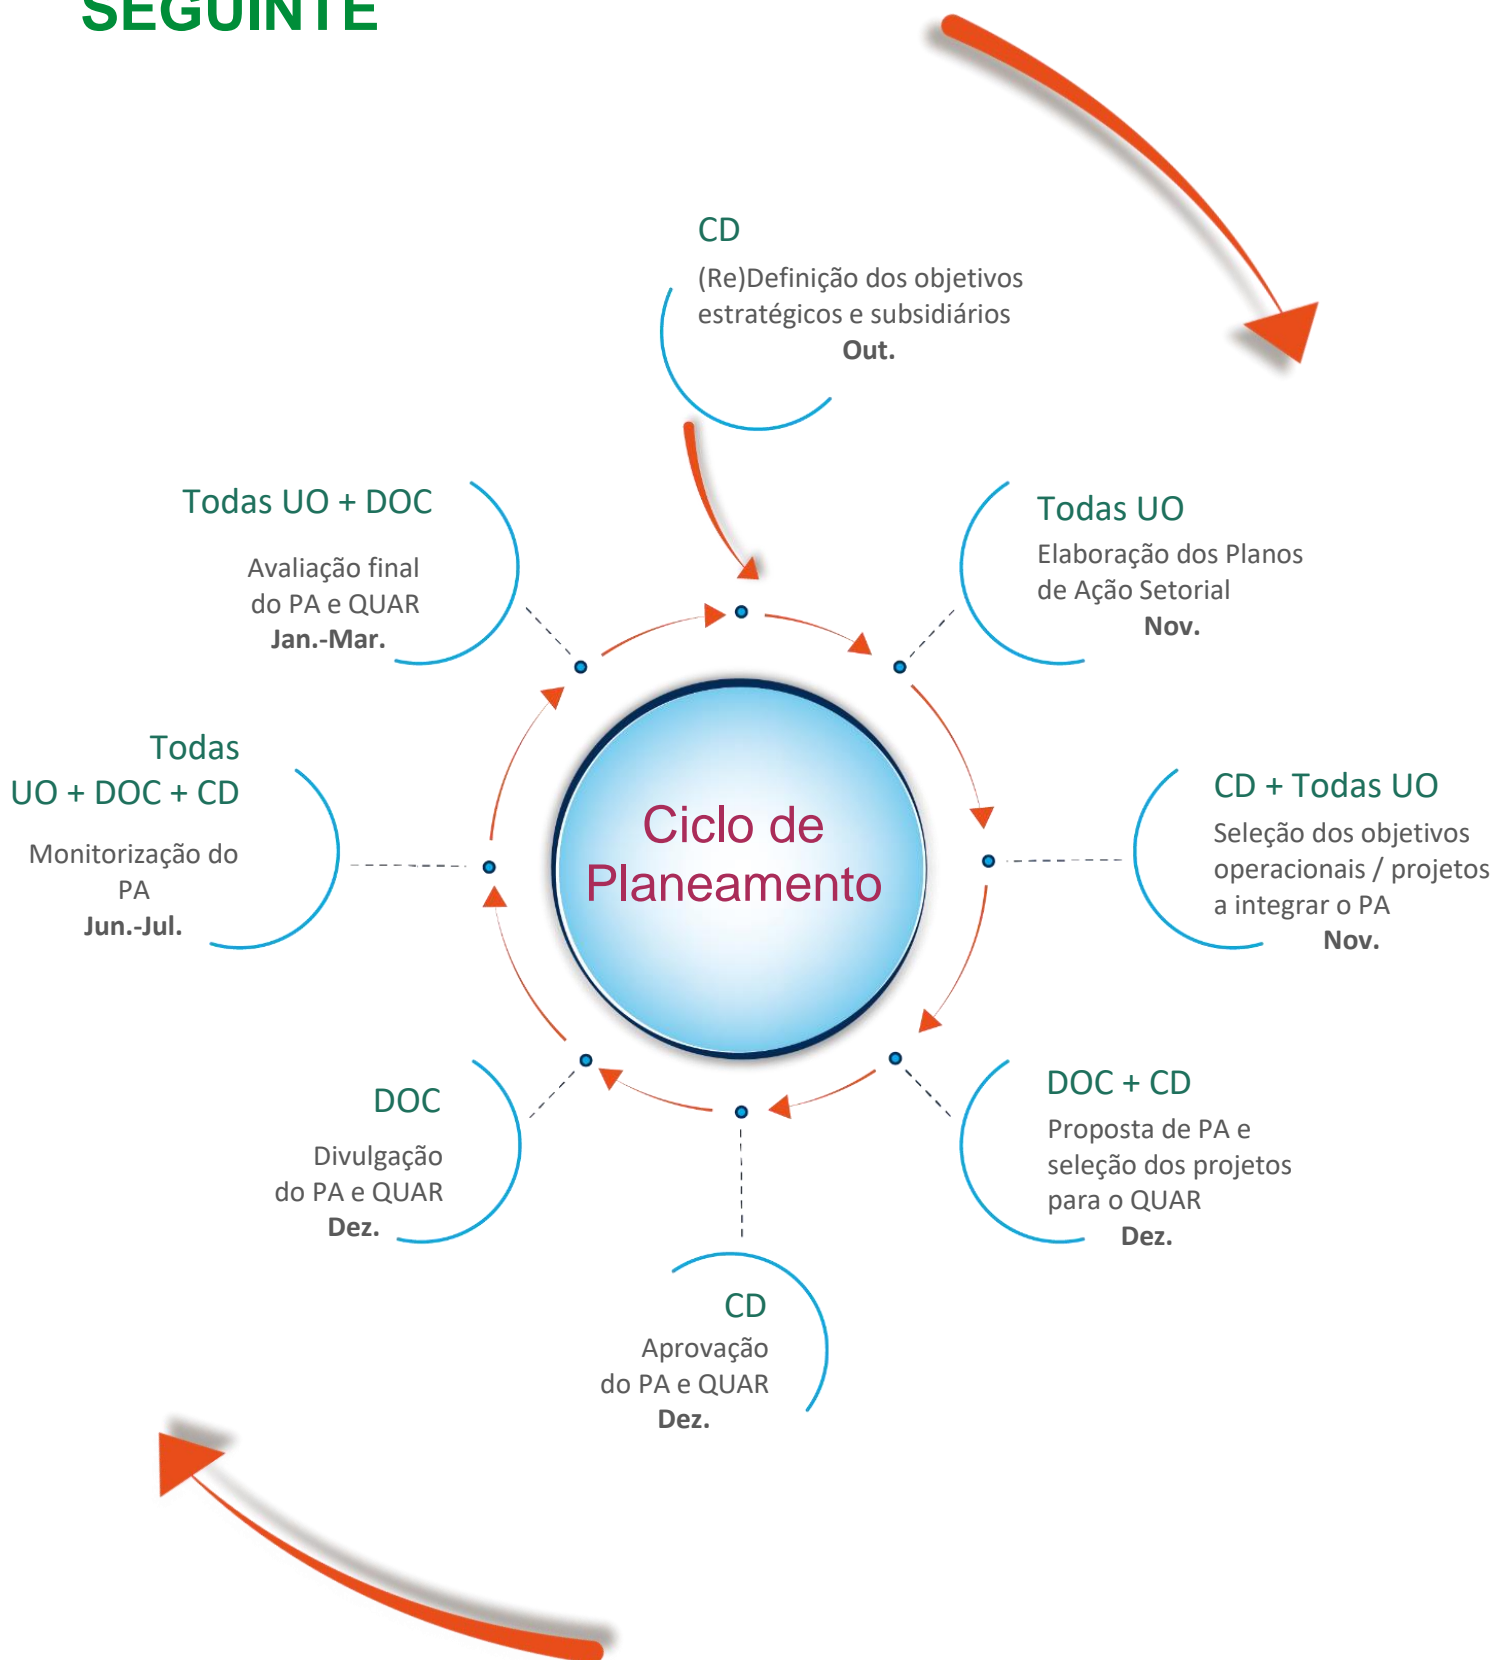 SEGUINTE
CD
(Re)Definição dos objetivos
estratégicos e subsidiários
Out.
Todas UO
Elaboração dos Planos
de Ação Setorial
Nov.
CD + Todas UO
Seleção dos objetivos
operacionais / projetos
a integrar o PA
Nov.
DOC + CD
Proposta de PA e
seleção dos projetos
para o QUAR
Dez.
CD
Aprovação
do PA e QUAR
Dez.
DOC
Divulgação
do PA e QUAR
Dez.
Todas
UO + DOC + CD
Monitorização do
PA
Jun.-Jul.
Todas UO + DOC
Avaliação final
do PA e QUAR
Jan.-Mar.
Ciclo de
Planeamento